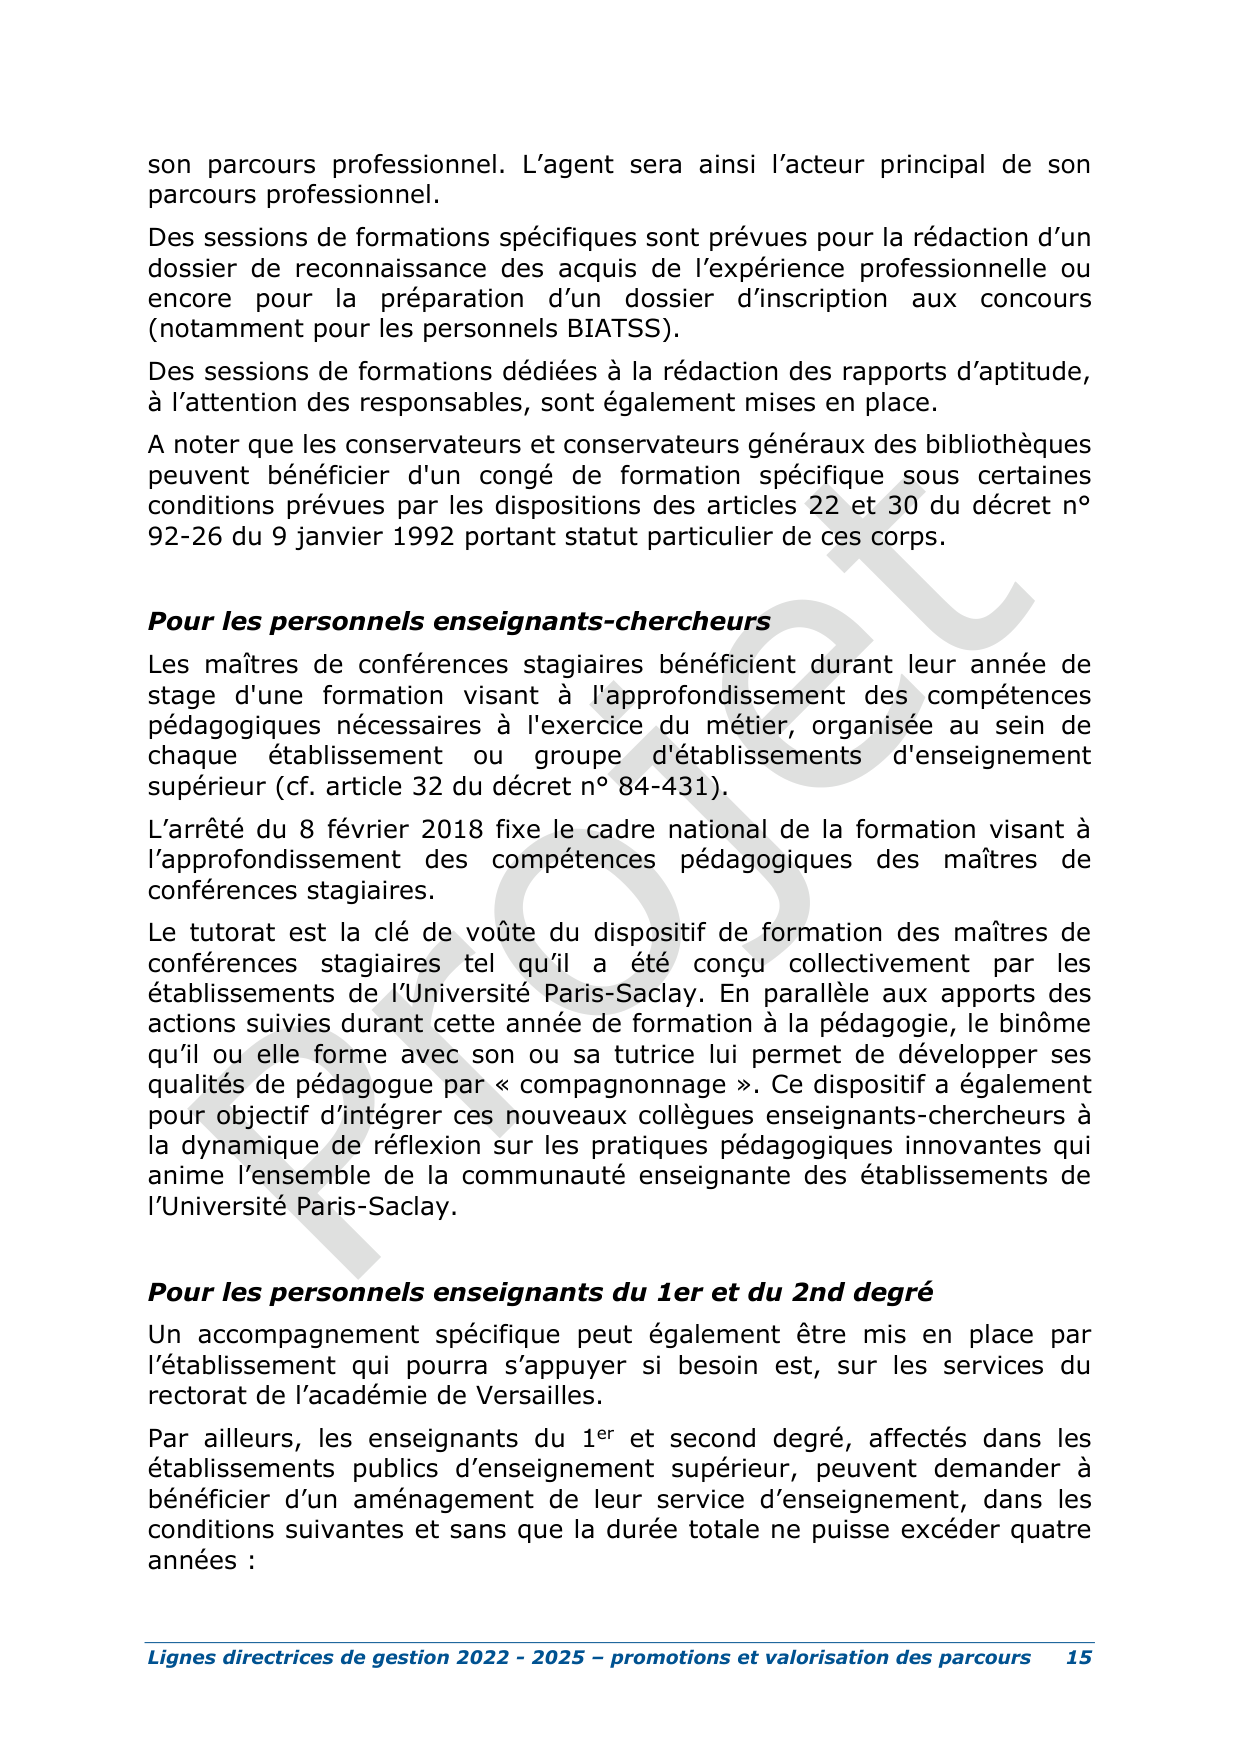 son parcours professionnel. L’agent sera ainsi l’acteur principal de son
parcours professionnel.
Des sessions de formations spécifiques sont prévues pour la rédaction d’un
dossier de reconnaissance des acquis de l’expérience professionnelle ou
encore pour la préparation d’un dossier d’inscription aux concours
(notamment pour les personnels BIATSS).
Des sessions de formations dédiées à la rédaction des rapports d’aptitude,
à l’attention des responsables, sont également mises en place.
A noter que les conservateurs et conservateurs généraux des bibliothèques
peuvent bénéficier d'un congé de formation spécifique sous certaines
conditions prévues par les dispositions des articles 22 et 30 du décret n°
92-26 du 9 janvier 1992 portant statut particulier de ces corps.
Pour les personnels enseignants-chercheurs
Les maîtres de conférences stagiaires bénéficient durant leur année de
stage d'une formation visant à l'approfondissement des compétences
pédagogiques nécessaires à l'exercice du métier, organisée au sein de
chaque établissement ou groupe d'établissements d'enseignement
supérieur (cf. article 32 du décret n° 84-431).
L’arrêté du 8 février 2018 fixe le cadre national de la formation visant à
l’approfondissement des compétences pédagogiques des maîtres de
conférences stagiaires.
Le tutorat est la clé de voûte du dispositif de formation des maîtres de
conférences stagiaires tel qu’il a été conçu collectivement par les
établissements de l’Université Paris-Saclay. En parallèle aux apports des
actions suivies durant cette année de formation à la pédagogie, le binôme
qu’il ou elle forme avec son ou sa tutrice lui permet de développer ses
qualités de pédagogue par « compagnonnage ». Ce dispositif a également
pour objectif d’intégrer ces nouveaux collègues enseignants-chercheurs à
la dynamique de réflexion sur les pratiques pédagogiques innovantes qui
anime l’ensemble de la communauté enseignante des établissements de
l’Université Paris-Saclay.
Pour les personnels enseignants du 1er et du 2nd degré
Un accompagnement spécifique peut également être mis en place par
l’établissement qui pourra s’appuyer si besoin est, sur les services du
rectorat de l’académie de Versailles.
Par ailleurs, les enseignants du 1er et second degré, affectés dans les
établissements publics d’enseignement supérieur, peuvent demander à
bénéficier d’un aménagement de leur service d’enseignement, dans les
conditions suivantes et sans que la durée totale ne puisse excéder quatre
années :
Projet
Lignes directrices de gestion 2022 - 2025 – promotions et valorisation des parcours 15